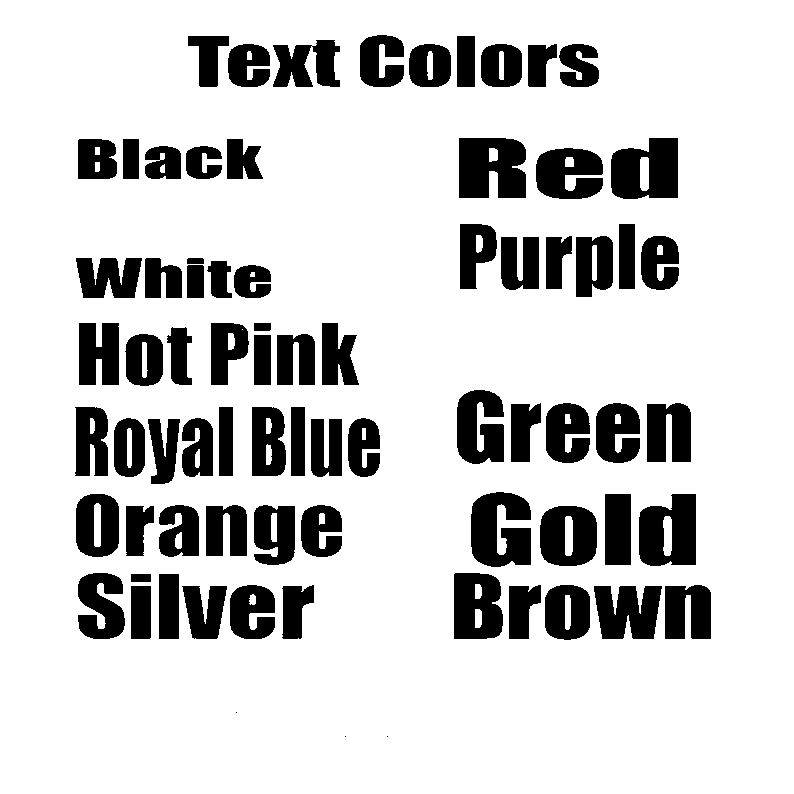 Text Colors
Black
White
Hot Pink
Royal Blue
Orange
Silver
Red
Purple
Green
Gold
Brown